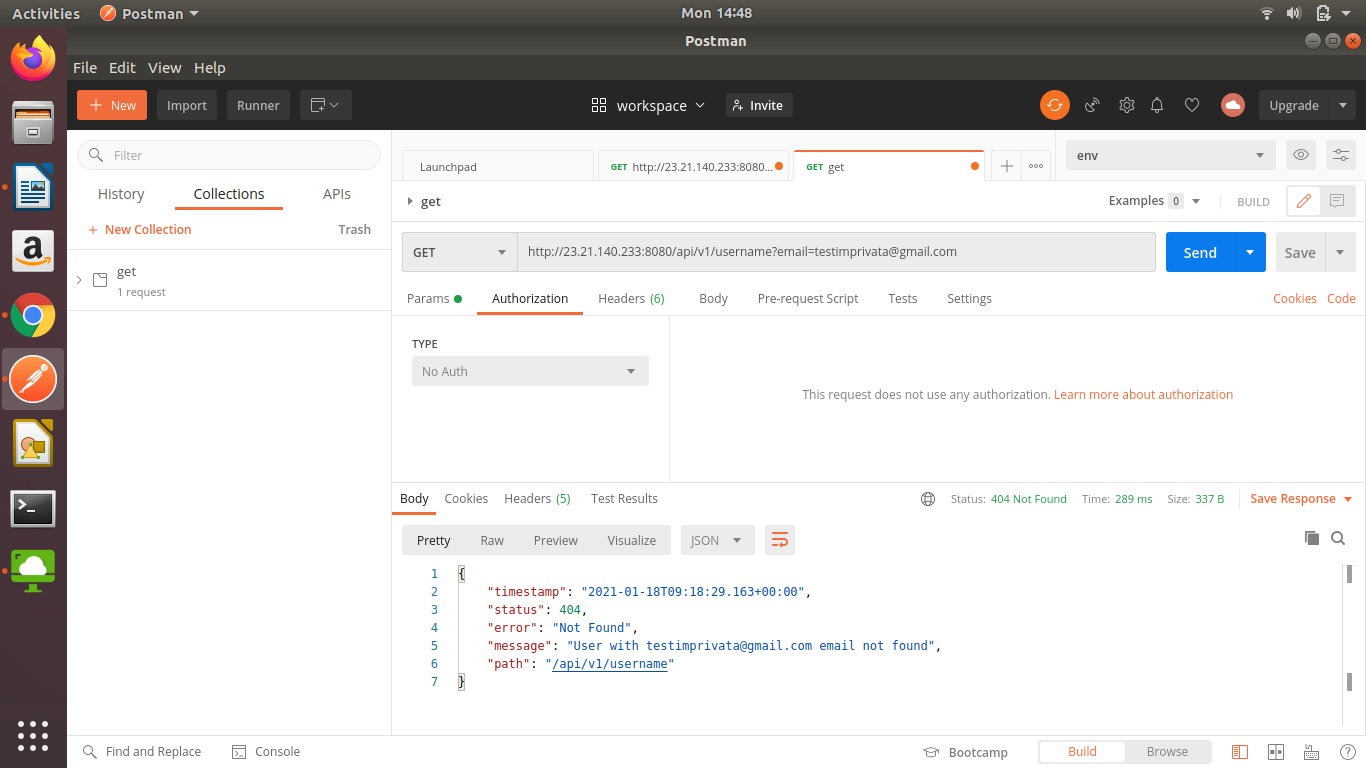 Activities Postman Mon 14:48
Postman
File Edit View Help
New Import Runner workspace Invite Upgrade
Filter
Launchpad GET http://23.21.140.233:8080... GET get env
History Collections APIs
get Examples 0 BUILD
+ New Collection Trash
GET http://23.21.140.233:8080/api/v1/username?email=testimprivata@gmail.com Send Save
get
1 request
Params Authorization Headers (6) Body Pre-request Script Tests Settings Cookies Code
TYPE
No Auth
This request does not use any authorization. Learn more about authorization
Body Cookies Headers (5) Test Results Status: 404 Not Found Time: 289 ms Size: 337 B Save Response
Pretty Raw Preview Visualize JSON
1 {
2 "timestamp": "2021-01-18T09:18:29.163+00:00",
3 "status": 404,
4 "error": "Not Found",
5 "message": "User with testimprivata@gmail.com email not found",
6 "path": "/api/v1/username"
7 }
Find and Replace Console Bootcamp Build Browse